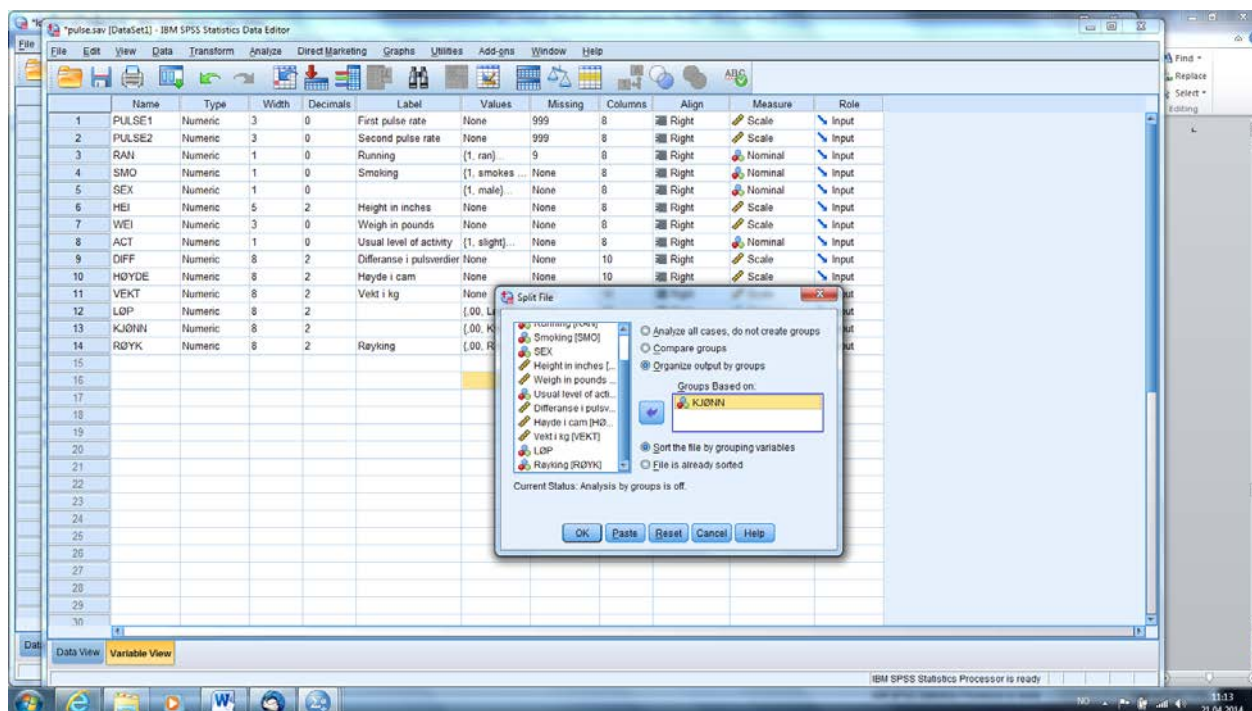 *pulse.sav [DataSet1] - IBM SPSS Statistics Data Editor
File
File Edit View Data Transform Analyze Direct Marketing Graphs Utilities Add-ons Window Help
Find
Replace
Select
Editing
Name Type Width Decimals Label Values Missing Columns Align Measure Role
1 PULSE1 Numeric 3 0 First pulse rate None 999 8 Right Scale Input
2 PULSE2 Numeric 3 0 Second pulse rate None 999 8 Right Scale Input
3 RAN Numeric 1 0 Running {1, ran}... 9 8 Right Nominal Input
4 SMO Numeric 1 0 Smoking {1, smokes ... None 8 Right Nominal Input
5 SEX Numeric 1 0 {1, male}... None 8 Right Nominal Input
6 HEI Numeric 5 2 Height in inches None None 8 Right Scale Input
7 WEI Numeric 3 0 Weigh in pounds None None 8 Right Scale Input
8 ACT Numeric 1 0 Usual level of activity {1, slight}... None 8 Right Nominal Input
9 DIFF Numeric 8 2 Differanse i pulsverdier None None 10 Right Scale Input
10 HØYDE Numeric 8 2 Høyde i cam None None 10 Right Scale Input
11 VEKT Numeric 8 2 Vekt i kg None
12 LØP Numeric 8 2 {,00, L
13 KJØNN Numeric 8 2 {,00, K
14 RØYK Numeric 8 2 Røyking {,00, R
15
16
17
18
19
20
21
22
23
24
25
26
27
28
29
30
Split File
Running [RAN]
Smoking [SMO]
SEX
Height in inches [...
Weigh in pounds ...
Usual level of acti...
Differanse i pulsv...
Høyde i cam [HØ...
Vekt i kg [VEKT]
LØP
Røyking [RØYK]
Analyze all cases, do not create groups
Compare groups
Organize output by groups
Groups Based on:
KJØNN
Sort the file by grouping variables
File is already sorted
Current Status: Analysis by groups is off.
OK Paste Reset Cancel Help
Data View Variable View
IBM SPSS Statistics Processor is ready
NO
11:13
21.04.2014